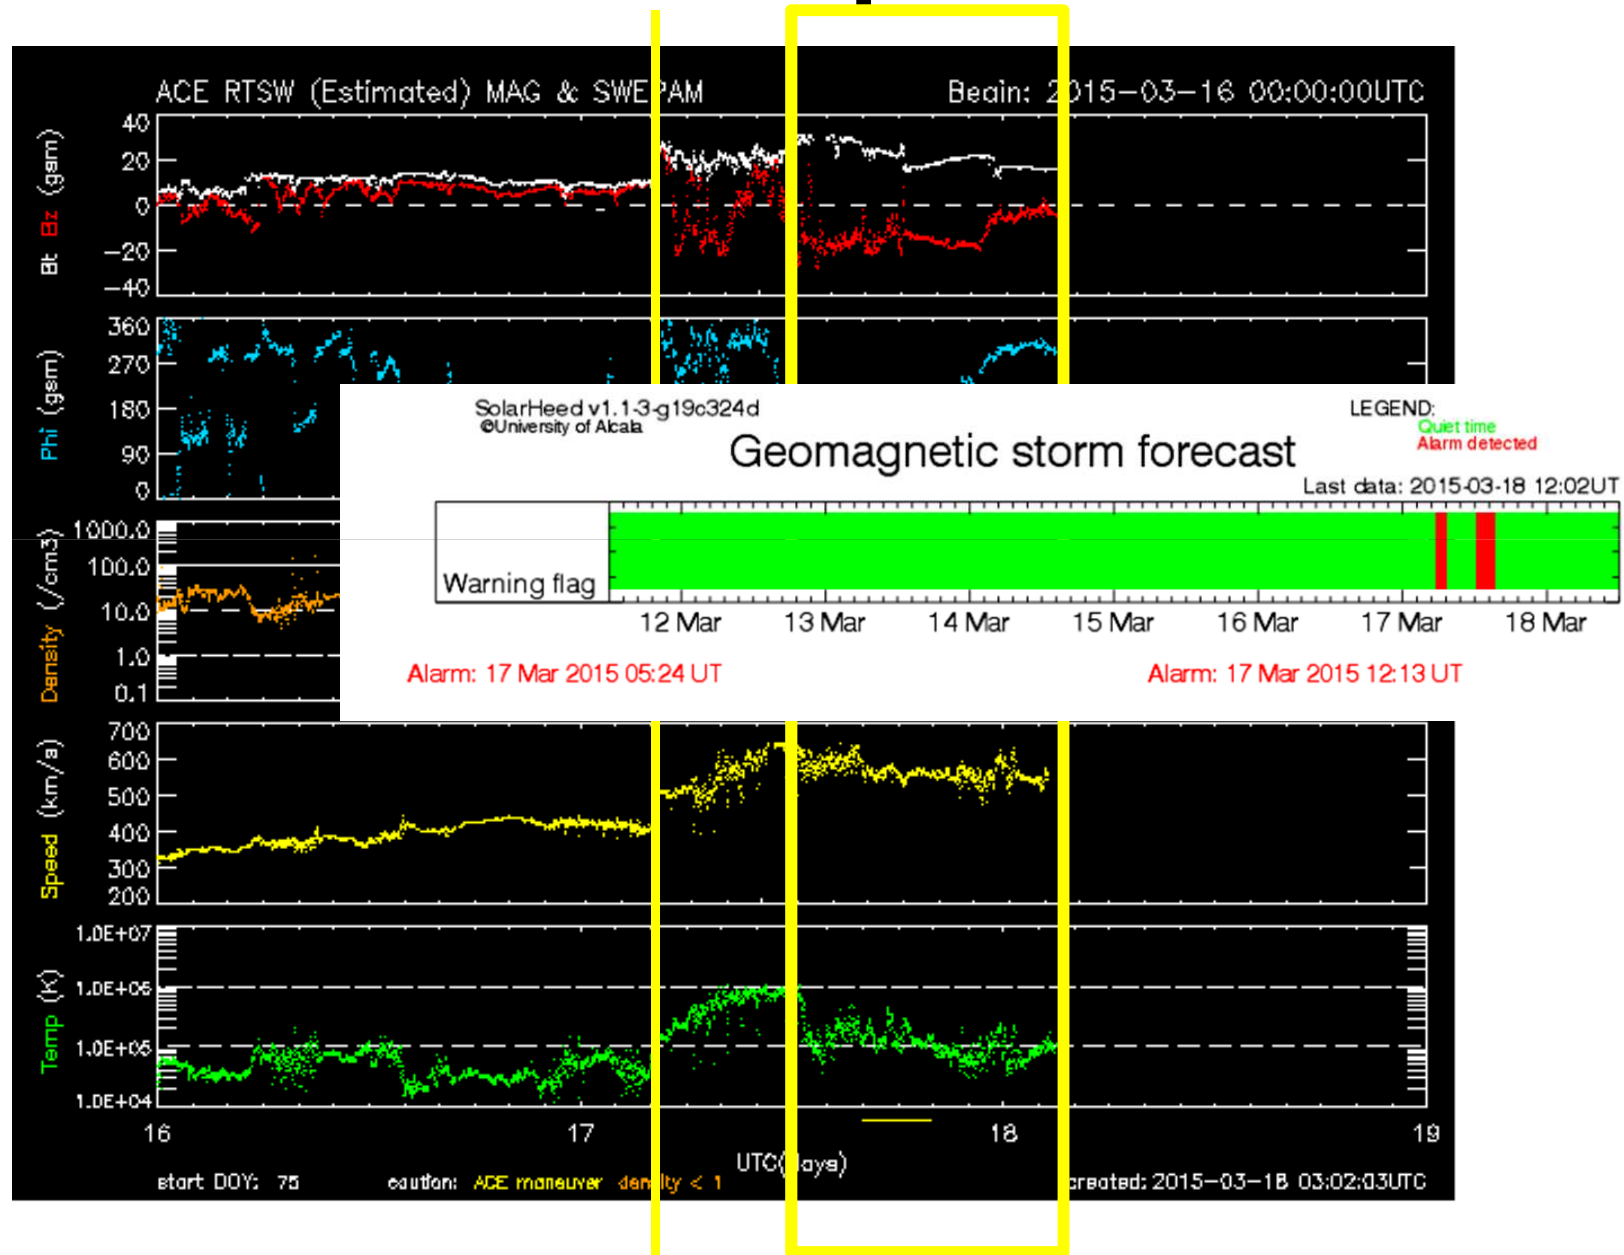 ACE RTSW (Estimated) MAG & SWEPAM
Begin: 2015-03-16 00:00:00UTC
Bt Bz (gsm)
40
20
0
-20
-40
Phi (gsm)
360
270
180
90
0
SolarHeed v1.1-3-g19c324d
©University of Alcala
LEGEND:
Quiet time
Alarm detected
Geomagnetic storm forecast
Last data: 2015-03-18 12:02UT
Warning flag
12 Mar 13 Mar 14 Mar 15 Mar 16 Mar 17 Mar 18 Mar
Alarm: 17 Mar 2015 05:24 UT
Alarm: 17 Mar 2015 12:13 UT
Density (/cm3)
1000.0
100.0
10.0
1.0
0.1
Speed (km/s)
700
600
500
400
300
200
Temp (K)
1.0E+07
1.0E+06
1.0E+05
1.0E+04
16 17 18 19
UTC(days)
start DOY: 75
caution: ACE maneuver density < 1
created: 2015-03-18 03:02:03UTC